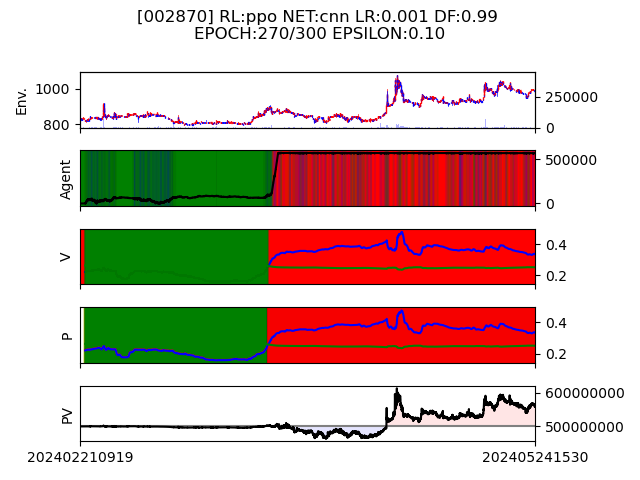 [002870] RL:ppo NET:cnn LR:0.001 DF:0.99
EPOCH:270/300 EPSILON:0.10
Env.
1000
800
250000
0
Agent
500000
0
V
0.4
0.2
P
0.4
0.2
PV
600000000
500000000
202402210919
202405241530